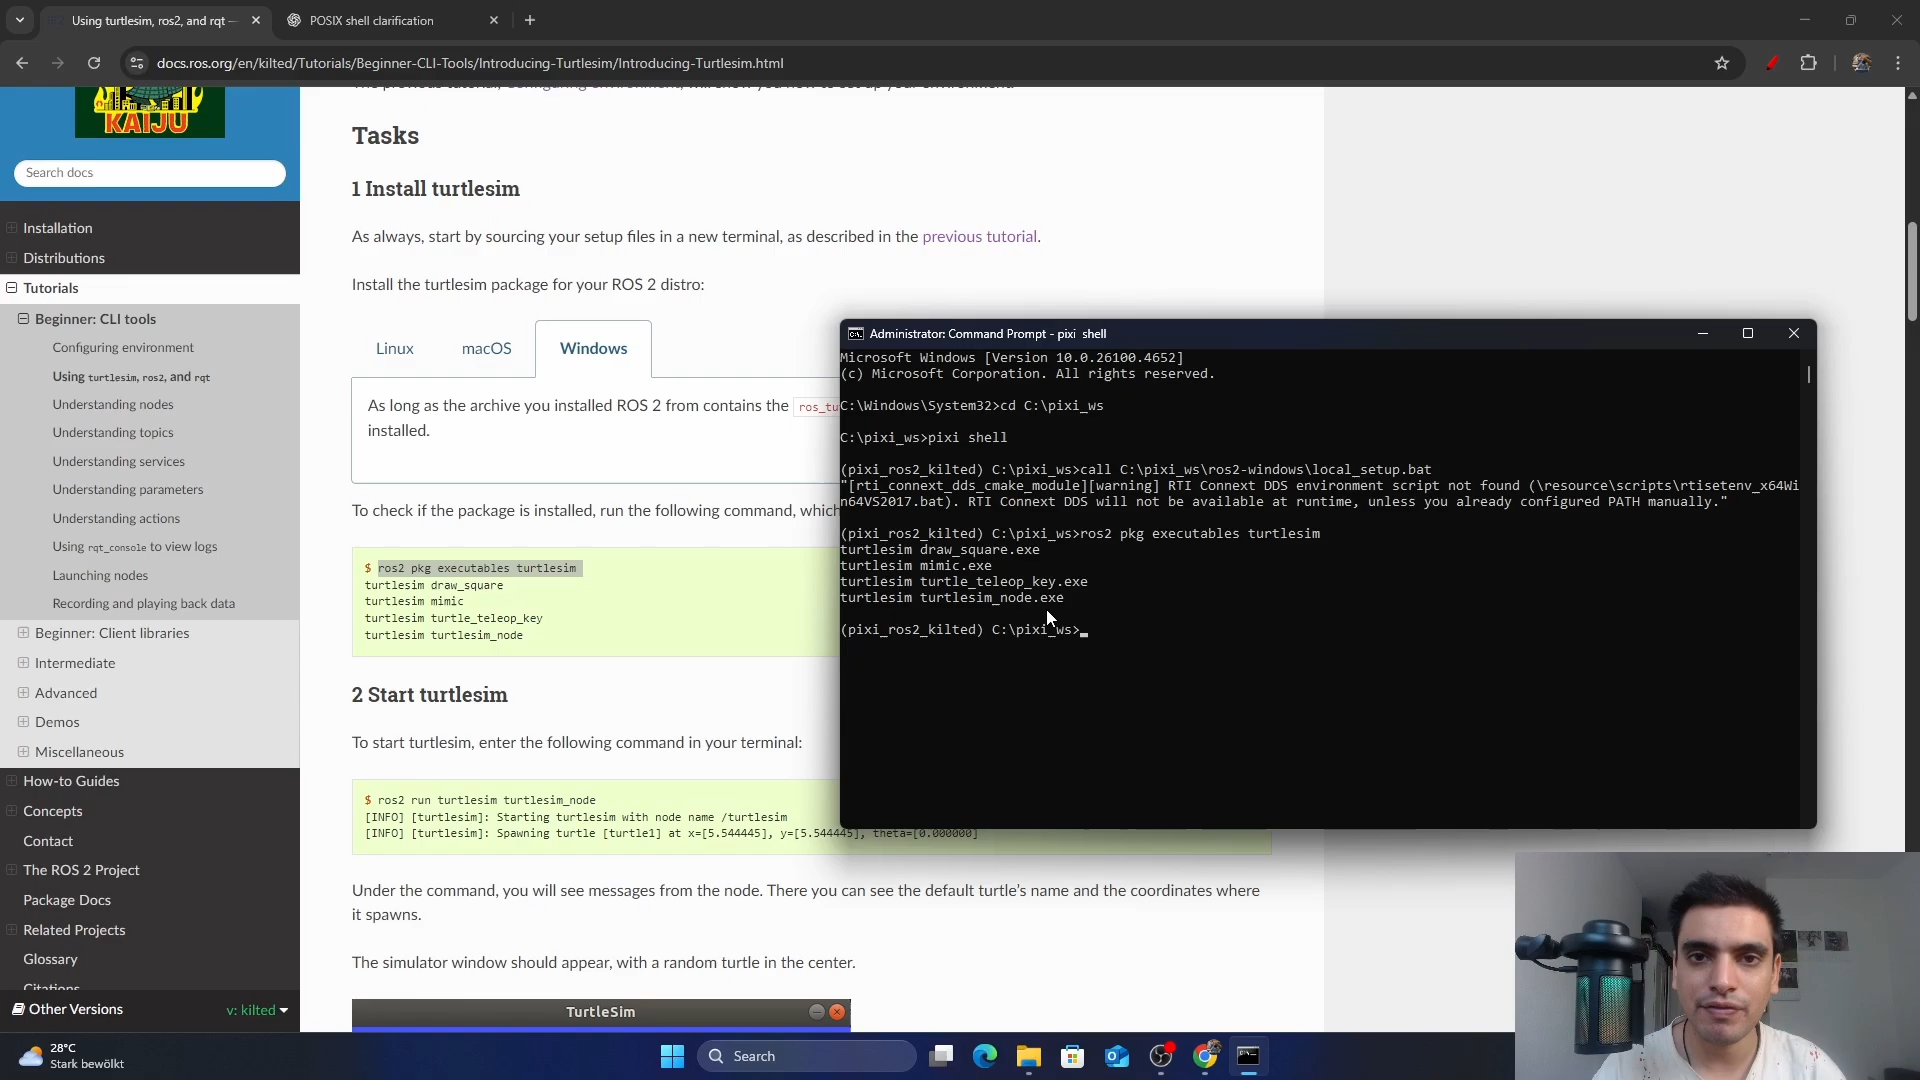 Using turtlesim, ros2, and rqt —
POSIX shell clarification
docs.ros.org/en/kilted/Tutorials/Beginner-CLI-Tools/Introducing-Turtlesim/Introducing-Turtlesim.html
KAIJU
Search docs
Installation
Distributions
Tutorials
Beginner: CLI tools
Configuring environment
Using turtlesim, ros2, and rqt
Understanding nodes
Understanding topics
Understanding services
Understanding parameters
Understanding actions
Using rqt_console to view logs
Launching nodes
Recording and playing back data
Beginner: Client libraries
Intermediate
Advanced
Demos
Miscellaneous
How-to Guides
Concepts
Contact
The ROS 2 Project
Package Docs
Related Projects
Glossary
Citations
Other Versions
v: kilted
Tasks
1 Install turtlesim
As always, start by sourcing your setup files in a new terminal, as described in the previous tutorial.
Install the turtlesim package for your ROS 2 distro:
Linux
macOS
Windows
As long as the archive you installed ROS 2 from contains the ros_tu
installed.
To check if the package is installed, run the following command, which
$ ros2 pkg executables turtlesim
turtlesim draw_square
turtlesim mimic
turtlesim turtle_teleop_key
turtlesim turtlesim_node
2 Start turtlesim
To start turtlesim, enter the following command in your terminal:
$ ros2 run turtlesim turtlesim_node
[INFO] [turtlesim]: Starting turtlesim with node name /turtlesim
[INFO] [turtlesim]: Spawning turtle [turtle1] at x=[5.544445], y=[5.544445], theta=[0.000000]
Under the command, you will see messages from the node. There you can see the default turtle's name and the coordinates where
it spawns.
The simulator window should appear, with a random turtle in the center.
TurtleSim
Administrator: Command Prompt - pixi shell
Microsoft Windows [Version 10.0.26100.4652]
(c) Microsoft Corporation. All rights reserved.
C:\Windows\System32>cd C:\pixi_ws
C:\pixi_ws>pixi shell
(pixi_ros2_kilted) C:\pixi_ws>call C:\pixi_ws\ros2-windows\local_setup.bat
"[rti_connext_dds_cmake_module][warning] RTI Connext DDS environment script not found (\resource\scripts\rtisetenv_x64Wi
n64VS2017.bat). RTI Connext DDS will not be available at runtime, unless you already configured PATH manually."
(pixi_ros2_kilted) C:\pixi_ws>ros2 pkg executables turtlesim
turtlesim draw_square.exe
turtlesim mimic.exe
turtlesim turtle_teleop_key.exe
turtlesim turtlesim_node.exe
(pixi_ros2_kilted) C:\pixi_ws>
28°C
Stark bewölkt
Search